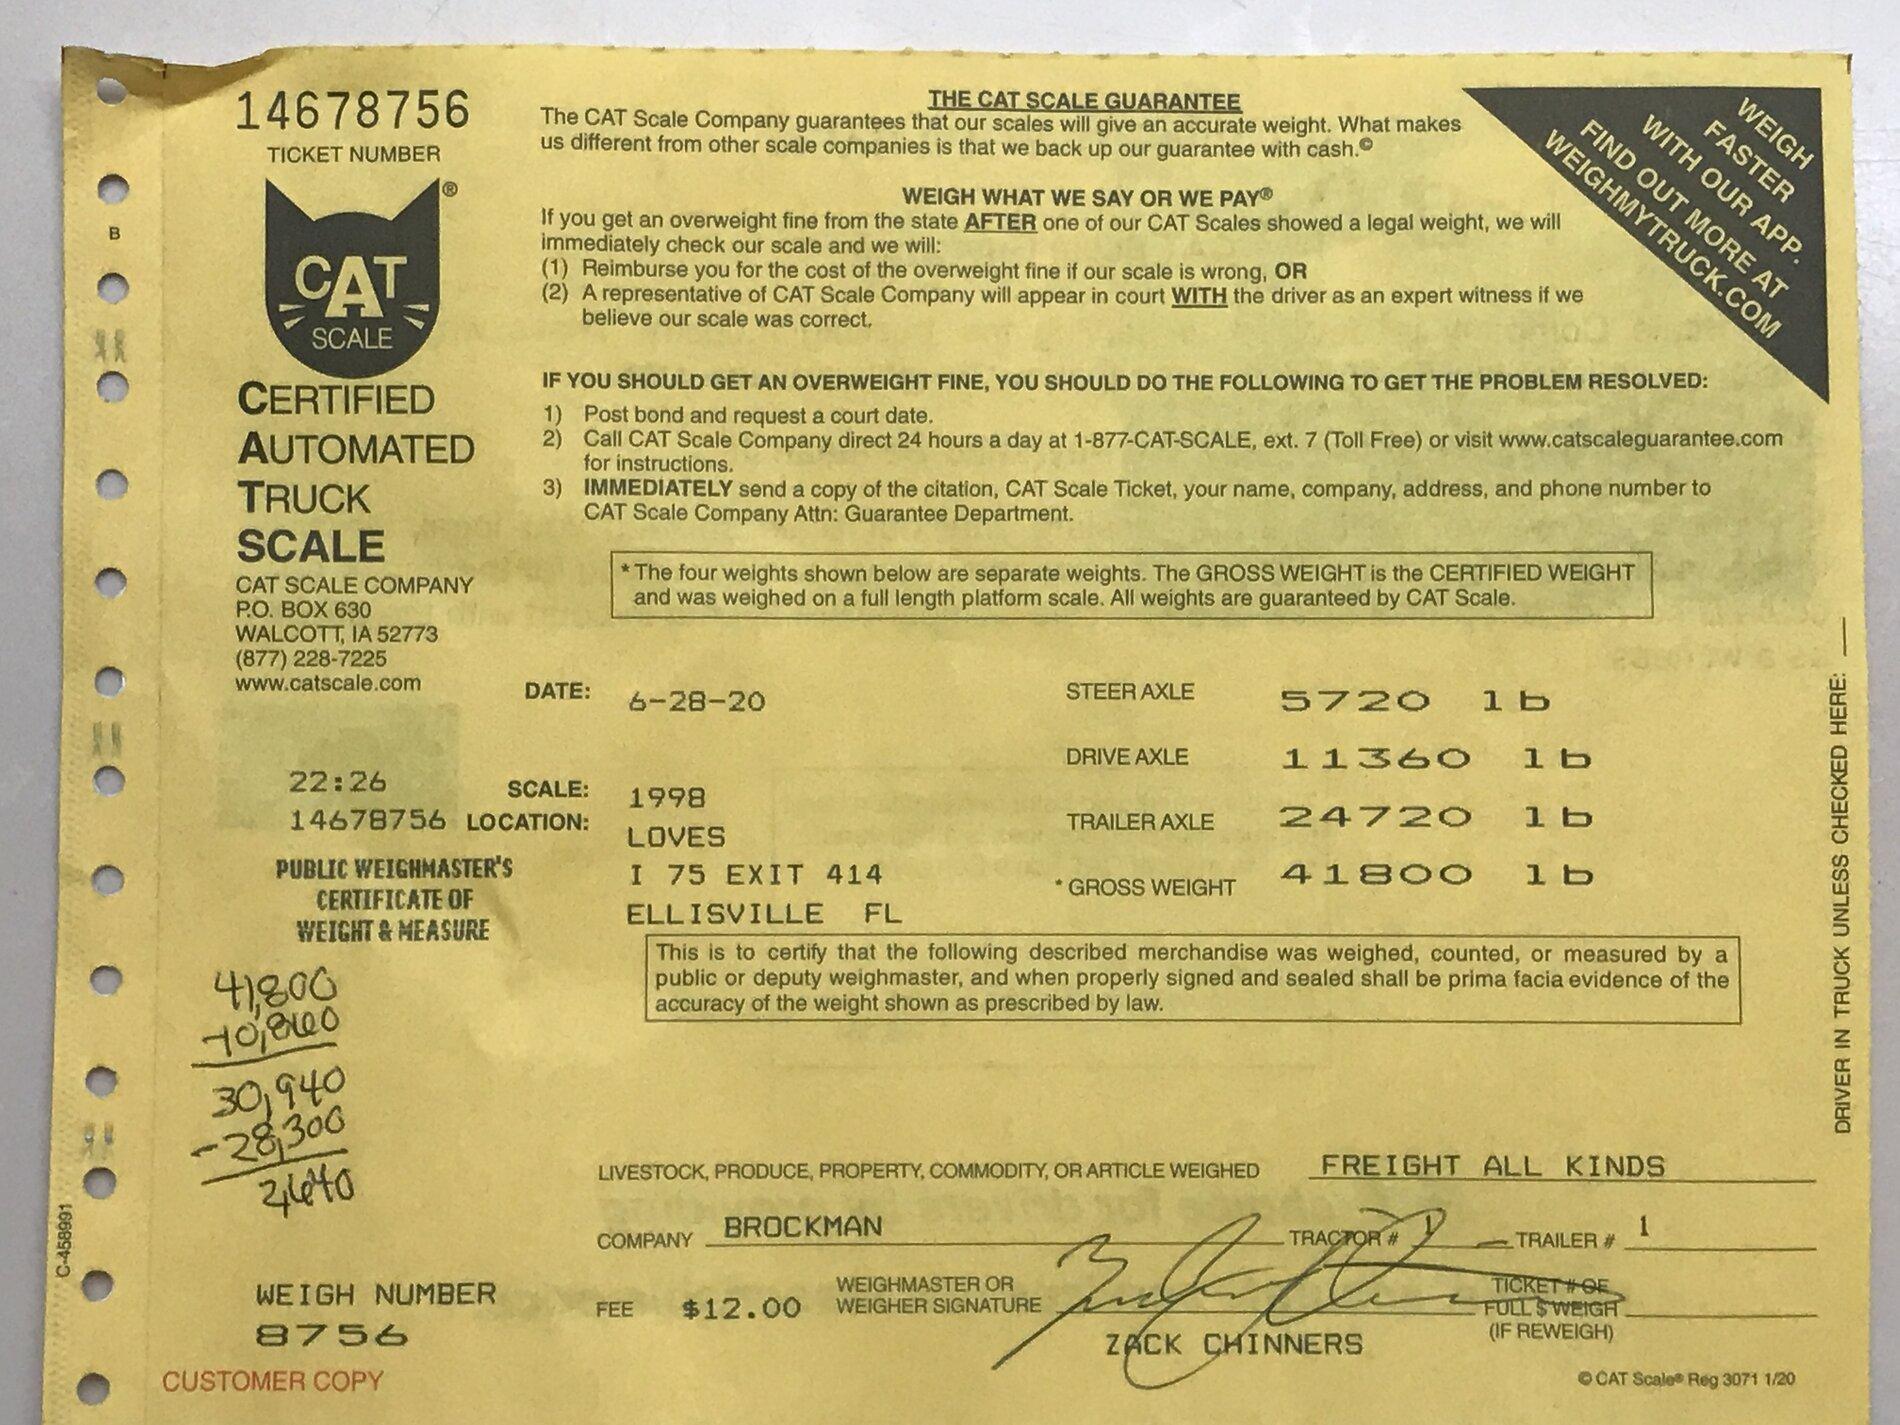 14678756
TICKET NUMBER
B
®
CAT
SCALE
CERTIFIED
AUTOMATED
TRUCK
SCALE
CAT SCALE COMPANY
P.O. BOX 630
WALCOTT, IA 52773
(877) 228-7225
www.catscale.com
THE CAT SCALE GUARANTEE
The CAT Scale Company guarantees that our scales will give an accurate weight. What makes
us different from other scale companies is that we back up our guarantee with cash.©
WEIGH WHAT WE SAY OR WE PAY®
If you get an overweight fine from the state AFTER one of our CAT Scales showed a legal weight, we will
immediately check our scale and we will:
(1) Reimburse you for the cost of the overweight fine if our scale is wrong, OR
(2) A representative of CAT Scale Company will appear in court WITH the driver as an expert witness if we
believe our scale was correct.
WEIGH
FASTER
WITH OUR APP.
FIND OUT MORE AT
WEIGHMYTRUCK.COM
IF YOU SHOULD GET AN OVERWEIGHT FINE, YOU SHOULD DO THE FOLLOWING TO GET THE PROBLEM RESOLVED:
1) Post bond and request a court date.
2) Call CAT Scale Company direct 24 hours a day at 1-877-CAT-SCALE, ext. 7 (Toll Free) or visit www.catscaleguarantee.com
for instructions.
3) IMMEDIATELY send a copy of the citation, CAT Scale Ticket, your name, company, address, and phone number to
CAT Scale Company Attn: Guarantee Department.
* The four weights shown below are separate weights. The GROSS WEIGHT is the CERTIFIED WEIGHT
and was weighed on a full length platform scale. All weights are guaranteed by CAT Scale.
DATE: 6-28-20
STEER AXLE 5720 lb
DRIVE AXLE 11360 lb
22:26 SCALE: 1998
TRAILER AXLE 24720 lb
14678756 LOCATION: LOVES
I 75 EXIT 414
* GROSS WEIGHT 41800 lb
ELLISVILLE FL
PUBLIC WEIGHMASTER'S
CERTIFICATE OF
WEIGHT & MEASURE
This is to certify that the following described merchandise was weighed, counted, or measured by a
public or deputy weighmaster, and when properly signed and sealed shall be prima facia evidence of the
accuracy of the weight shown as prescribed by law.
41,800
-10,860
30,940
-28,300
2,640
DRIVER IN TRUCK UNLESS CHECKED HERE:
LIVESTOCK, PRODUCE, PROPERTY, COMMODITY, OR ARTICLE WEIGHED FREIGHT ALL KINDS
COMPANY BROCKMAN TRACTOR # TRAILER # 1
WEIGH NUMBER
8756
FEE $12.00
WEIGHMASTER OR
WEIGHER SIGNATURE
ZACK CHINNERS
TICKET # OF
FULL $ WEIGH
(IF REWEIGH)
C-458991
CUSTOMER COPY
© CAT Scale® Reg 3071 1/20